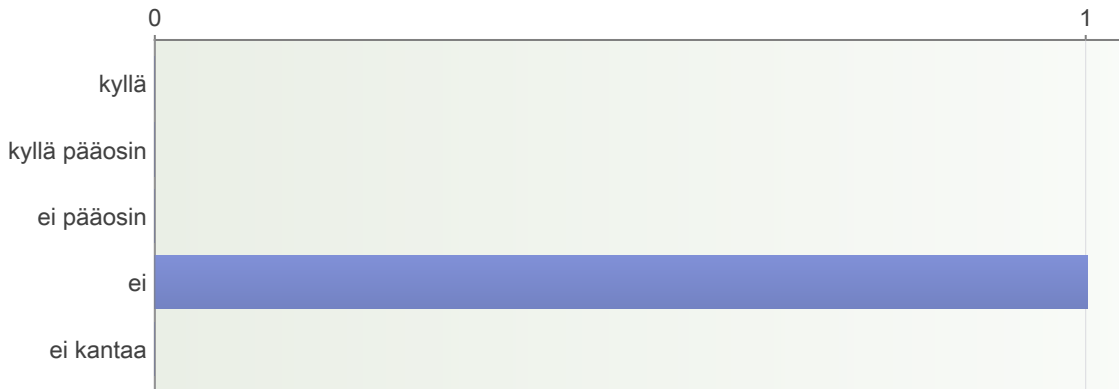 0 1
kyllä
kyllä pääosin
ei pääosin
ei
ei kantaa